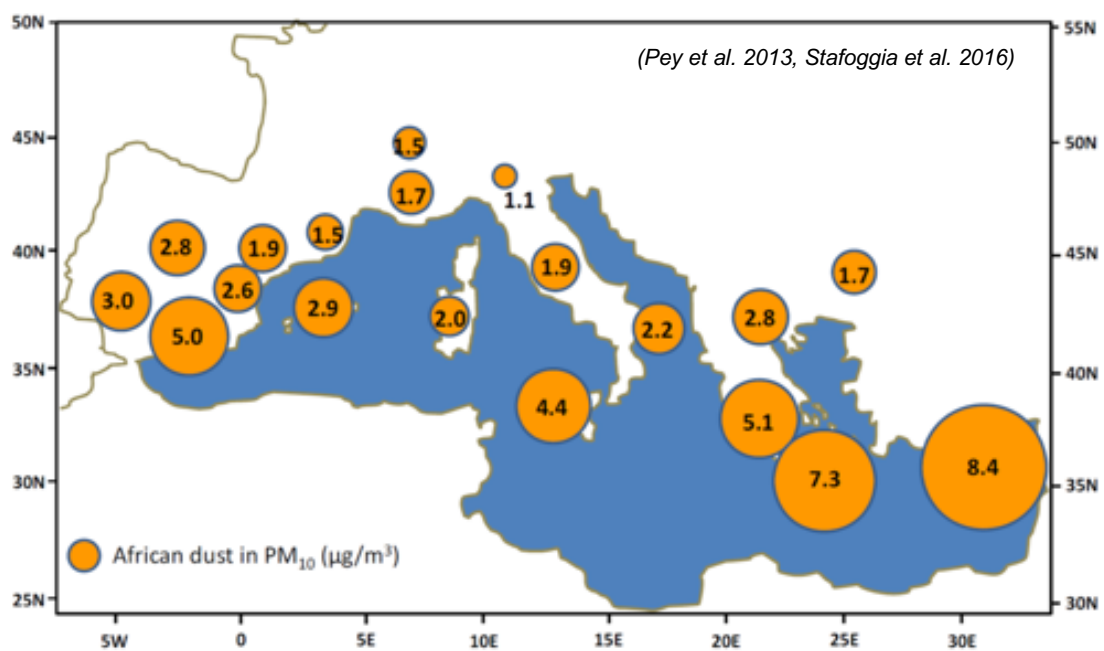 50N
55N
(Pey et al. 2013, Stafoggia et al. 2016)
45N
50N
1.5
1.7
1.1
40N
45N
2.8
1.9
1.5
1.9
1.7
3.0
2.6
2.9
2.0
2.2
2.8
5.0
35N
40N
4.4
5.1
30N
35N
7.3
8.4
African dust in PM₁₀ (µg/m³)
25N
30N
5W 0 5E 10E 15E 20E 25E 30E